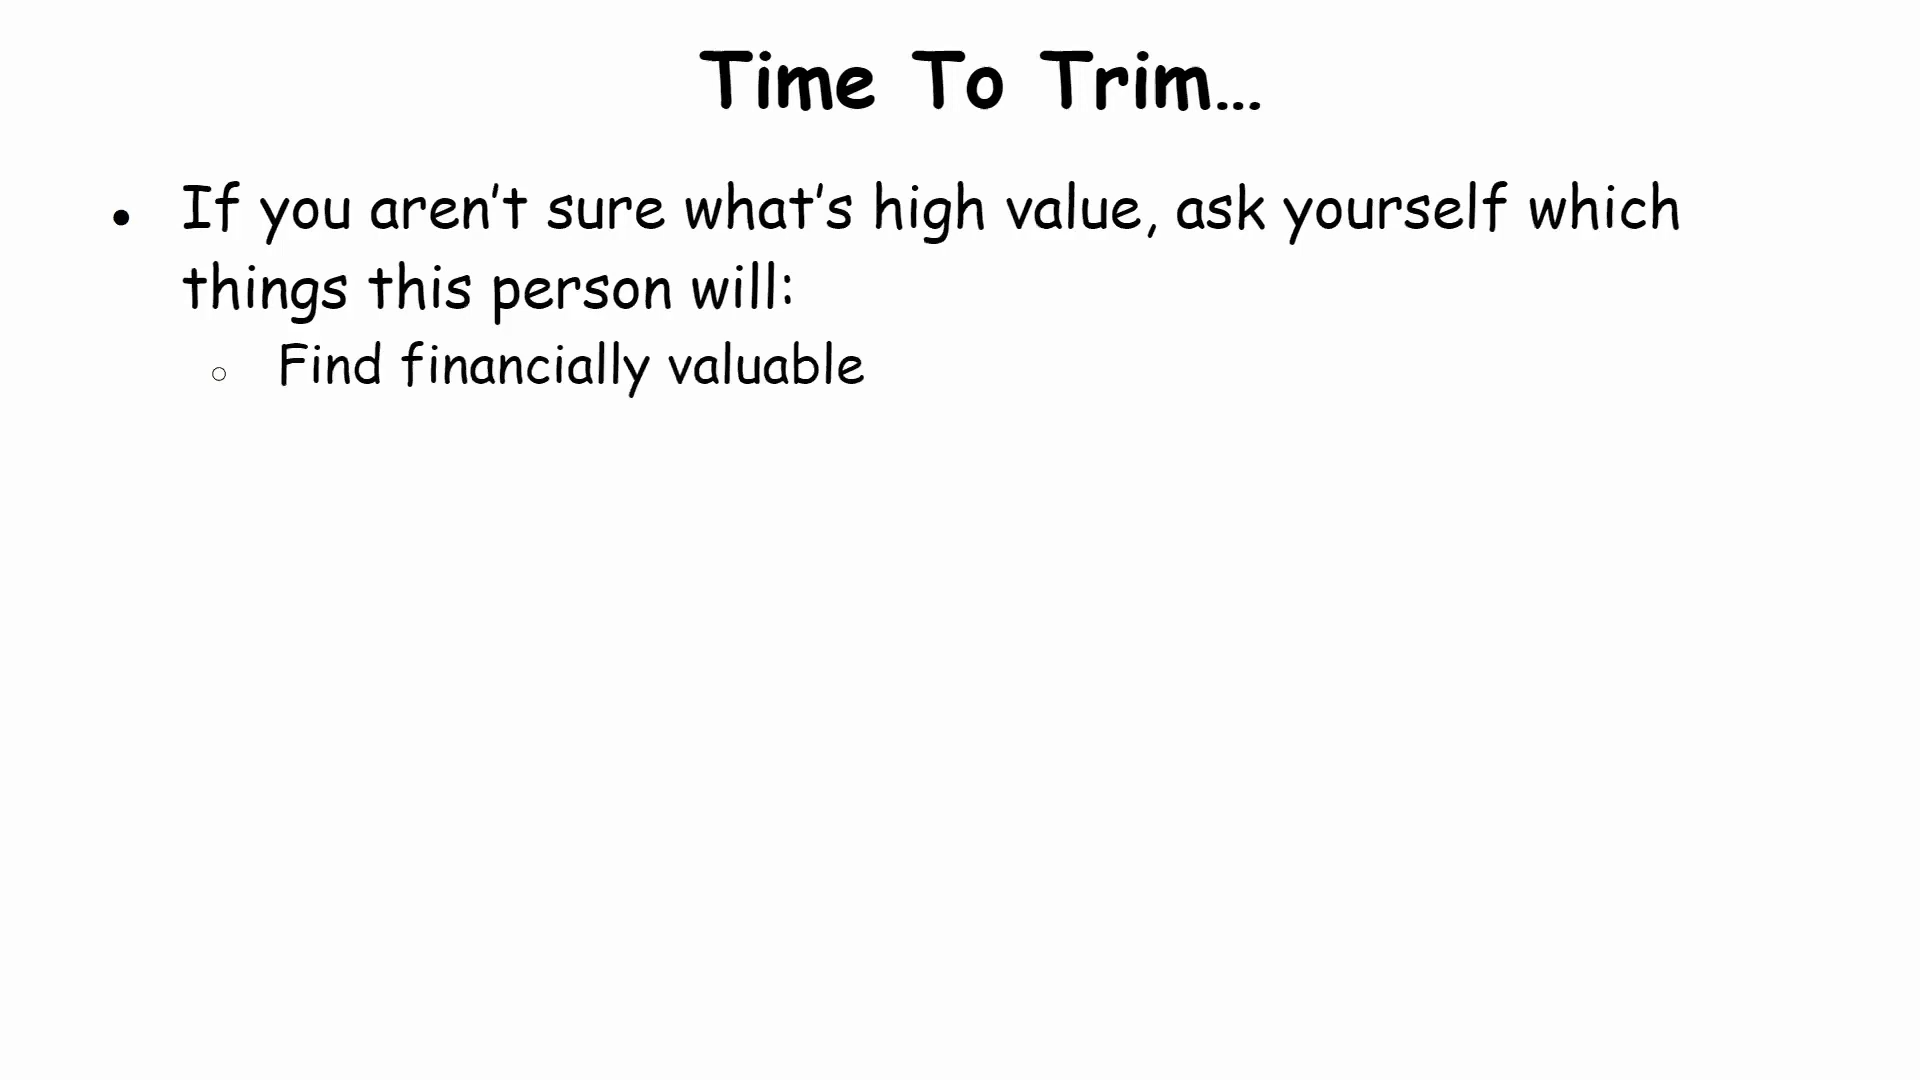 Time To Trim...
• If you aren’t sure what’s high value, ask yourself which
things this person will:
○ Find financially valuable